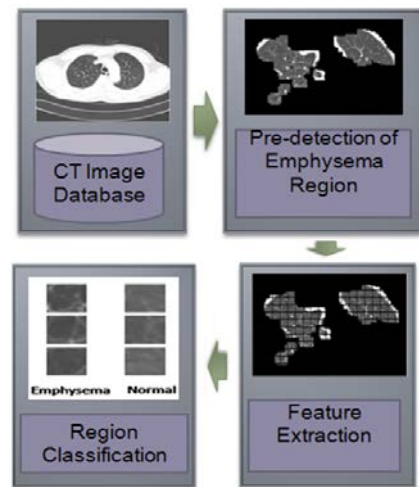 CT Image
Database
Pre-detection of
Emphysema
Region
Feature
Extraction
Emphysema Normal
Region
Classification